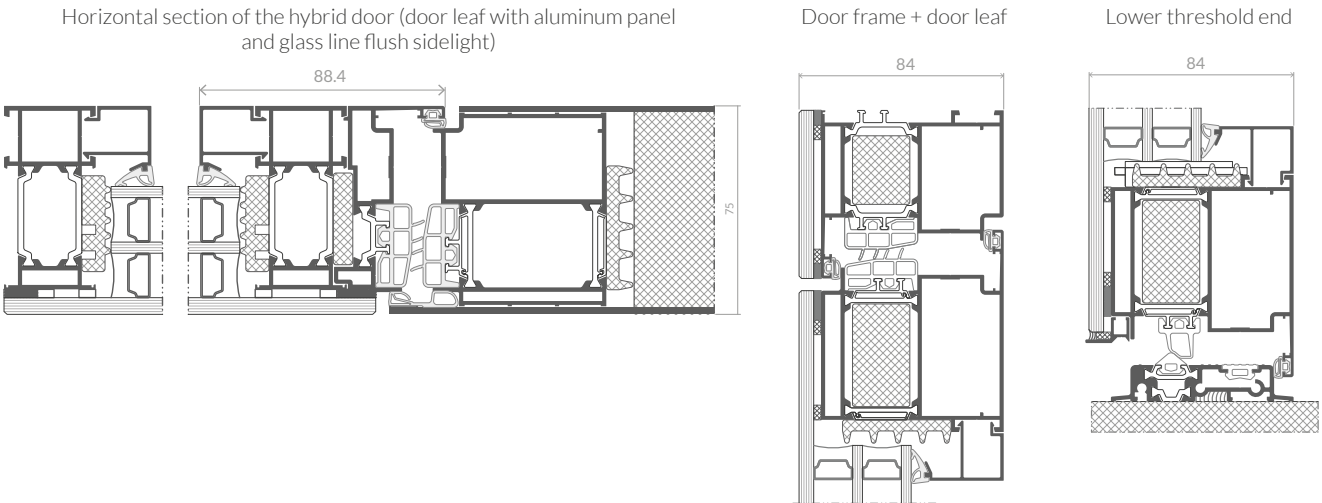 Horizontal section of the hybrid door (door leaf with aluminum panel
and glass line flush sidelight)
88.4
75
Door frame + door leaf
84
Lower threshold end
84